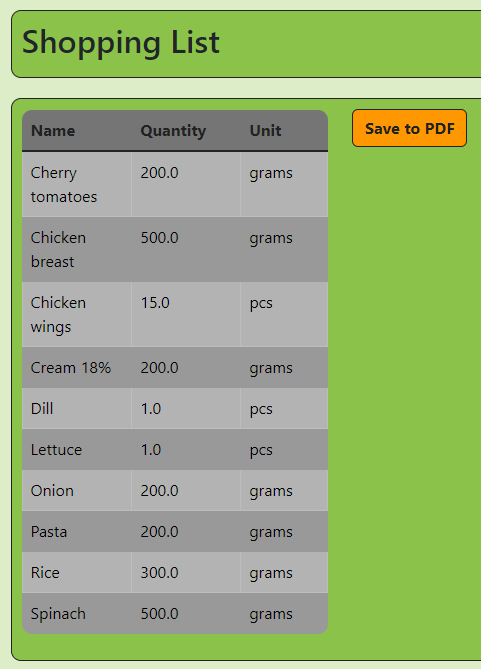 Shopping List
Save to PDF
Name Quantity Unit
Cherry 200.0 grams
tomatoes
Chicken 500.0 grams
breast
Chicken 15.0 pcs
wings
Cream 18% 200.0 grams
Dill 1.0 pcs
Lettuce 1.0 pcs
Onion 200.0 grams
Pasta 200.0 grams
Rice 300.0 grams
Spinach 500.0 grams